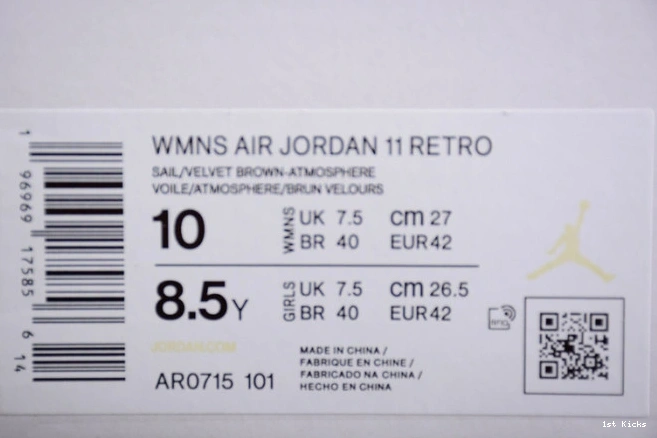 WMNS AIR JORDAN 11 RETRO
SAIL/VELVET BROWN-ATMOSPHERE
VOILE/ATMOSPHERE/BRUN VELOURS
10 WMNS UK 7.5 cm 27
BR 40 EUR 42
8.5Y GIRLS UK 7.5 cm 26.5
BR 40 EUR 42
JORDAN.COM
MADE IN CHINA /
FABRIQUE EN CHINE /
FABRICADO NA CHINA /
HECHO EN CHINA
AR0715 101
1 96969 17585 6 14
RFID
1st Kicks